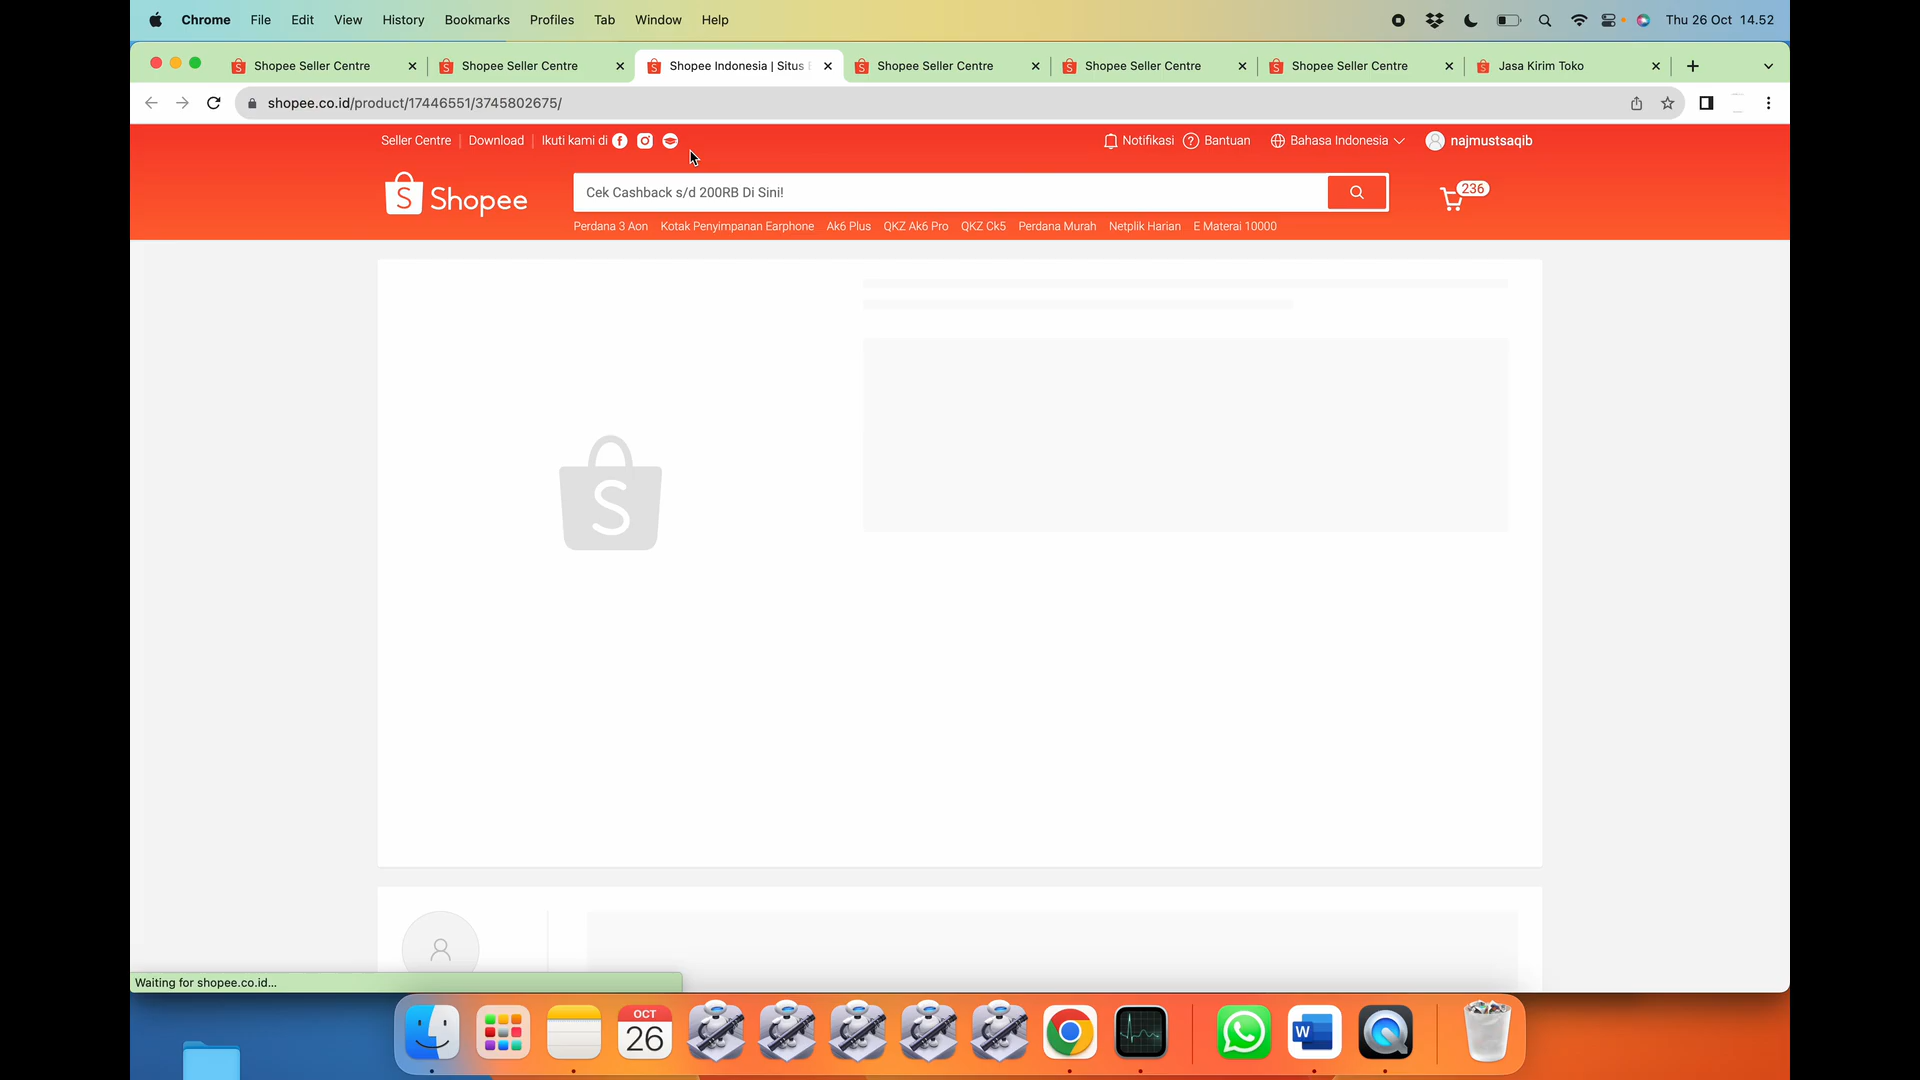 Chrome File Edit View History Bookmarks Profiles Tab Window Help Thu 26 Oct 14.52
Shopee Seller Centre Shopee Seller Centre Shopee Indonesia | Situs Shopee Seller Centre Shopee Seller Centre Shopee Seller Centre Jasa Kirim Toko
shopee.co.id/product/17446551/3745802675/
Seller Centre Download Ikuti kami di Notifikasi Bantuan Bahasa Indonesia najmustsaqib
Shopee Cek Cashback s/d 200RB Di Sini! 236
Perdana 3 Aon Kotak Penyimpanan Earphone Ak6 Plus QKZ Ak6 Pro QKZ Ck5 Perdana Murah Netplik Harian E Materai 10000
Waiting for shopee.co.id...
OCT
26
W